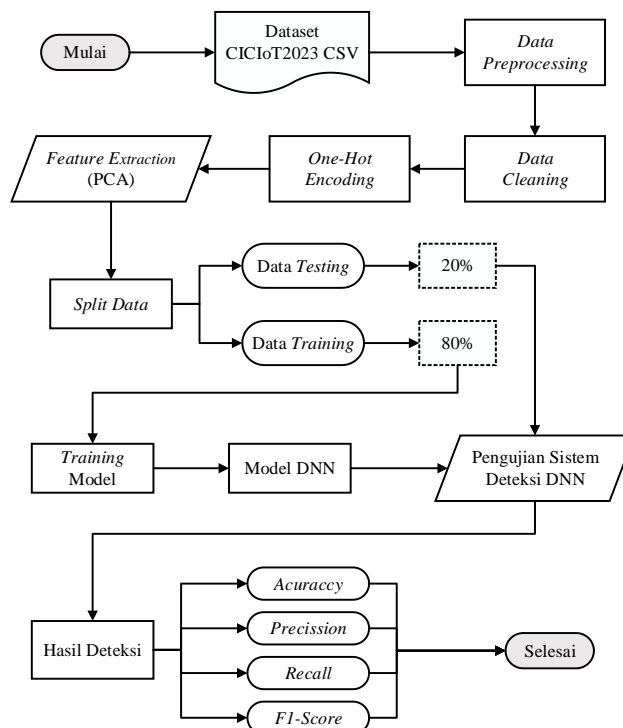 Mulai
Dataset
CICIoT2023 CSV
Data
Preprocessing
Feature Extraction
(PCA)
One-Hot
Encoding
Data
Cleaning
Split Data
Data Testing
20%
Data Training
80%
Training
Model
Model DNN
Pengujian Sistem
Deteksi DNN
Hasil Deteksi
Acuraccy
Precission
Recall
F1-Score
Selesai